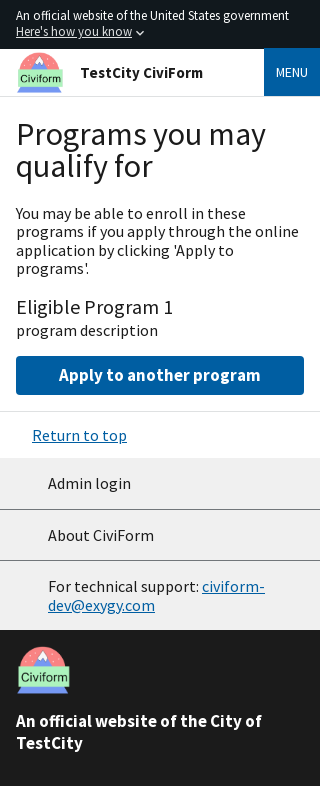 An official website of the United States government
Here's how you know
Civiform
TestCity CiviForm
MENU
Programs you may
qualify for
You may be able to enroll in these
programs if you apply through the online
application by clicking 'Apply to
programs'.
Eligible Program 1
program description
Apply to another program
Return to top
Admin login
About CiviForm
For technical support: civiform-
dev@exygy.com
Civiform
An official website of the City of
TestCity